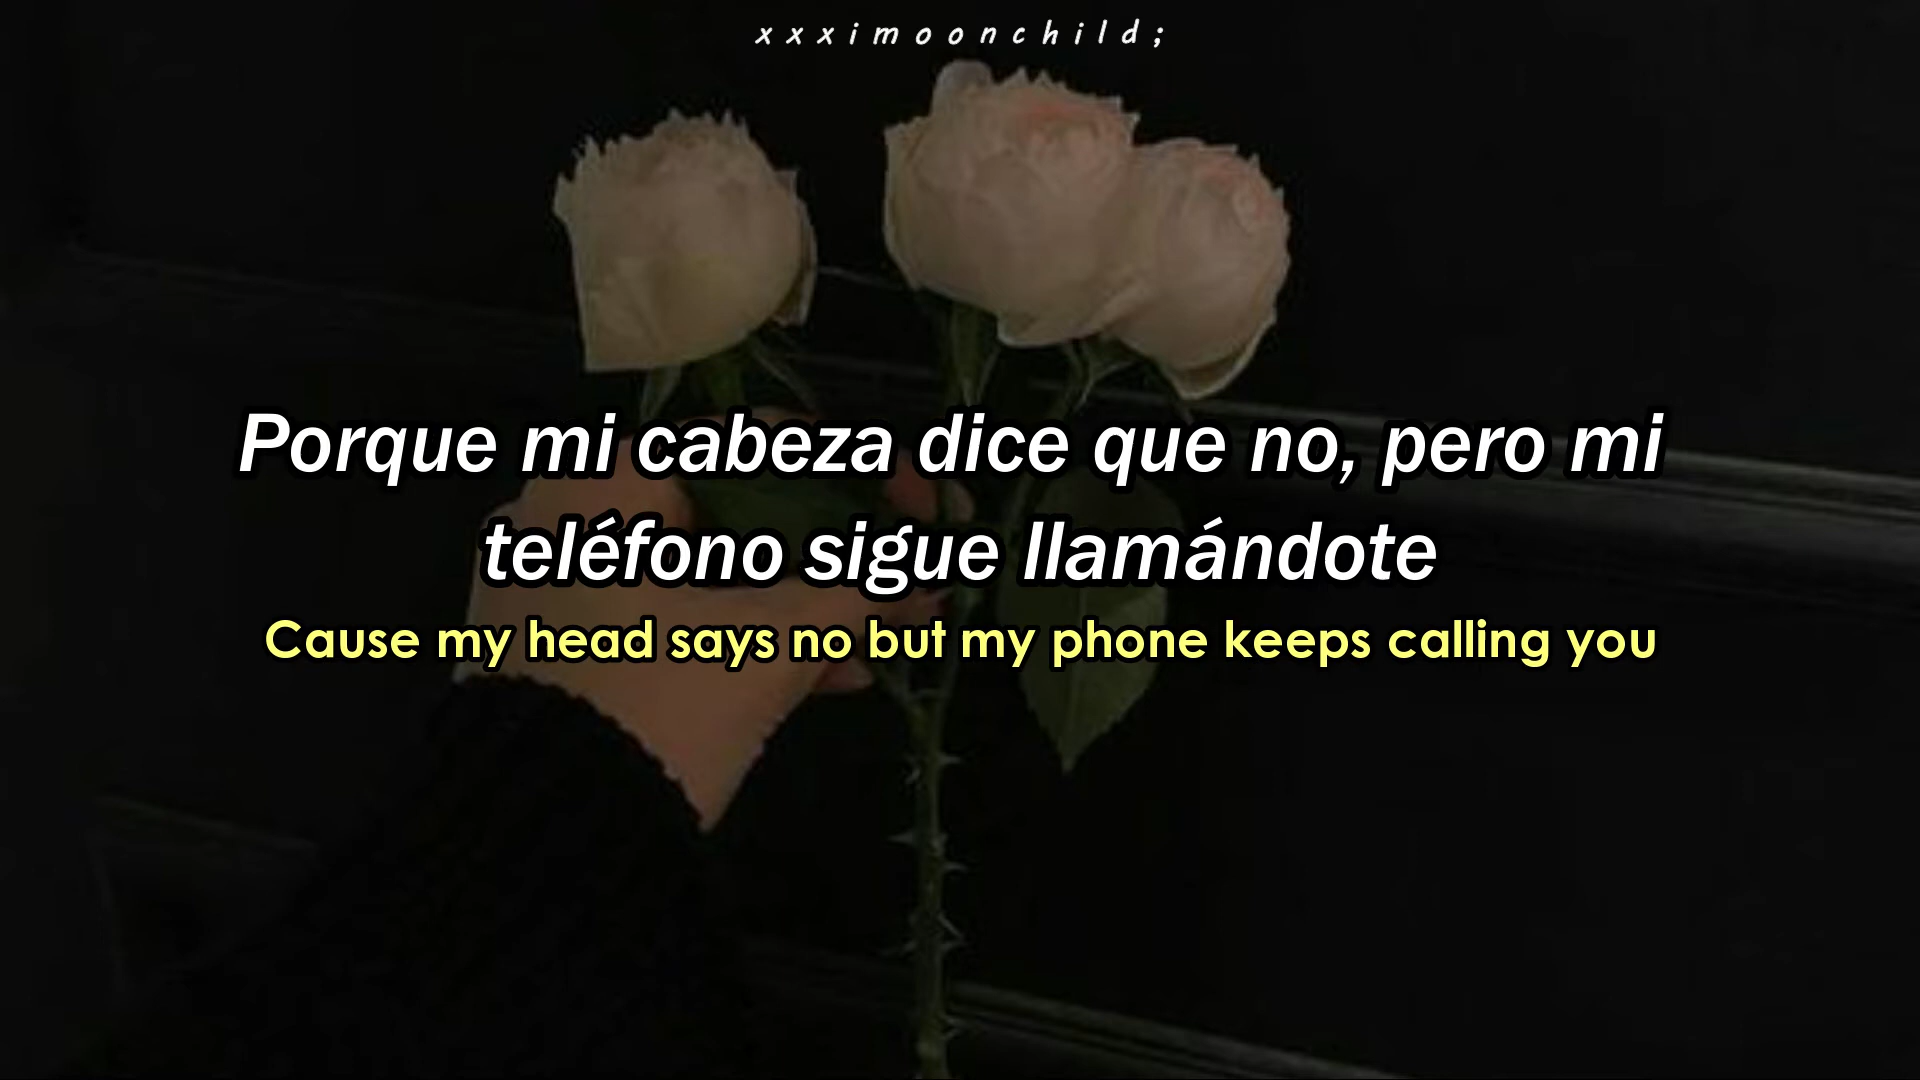 xxximoonchild;
Porque mi cabeza dice que no, pero mi
teléfono sigue llamándote
Cause my head says no but my phone keeps calling you